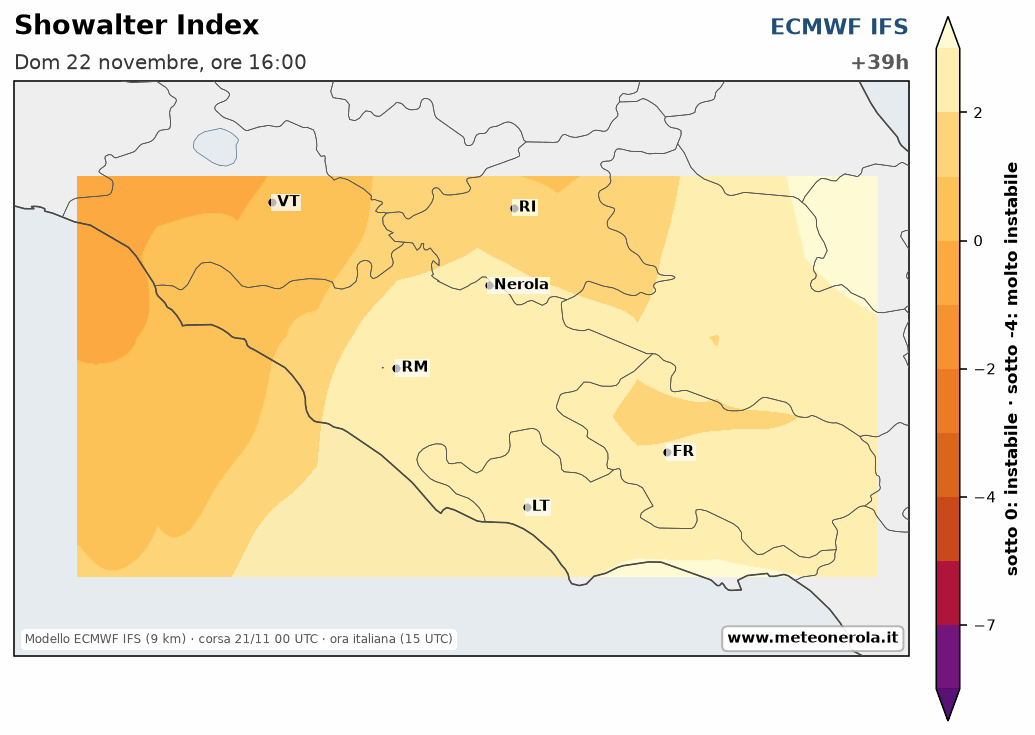 Showalter Index
ECMWF IFS
Dom 22 novembre, ore 16:00
+39h
VT
RI
Nerola
RM
FR
LT
2
0
−2
−4
−7
sotto 0: instabile · sotto -4: molto instabile
Modello ECMWF IFS (9 km) · corsa 21/11 00 UTC · ora italiana (15 UTC)
www.meteonerola.it